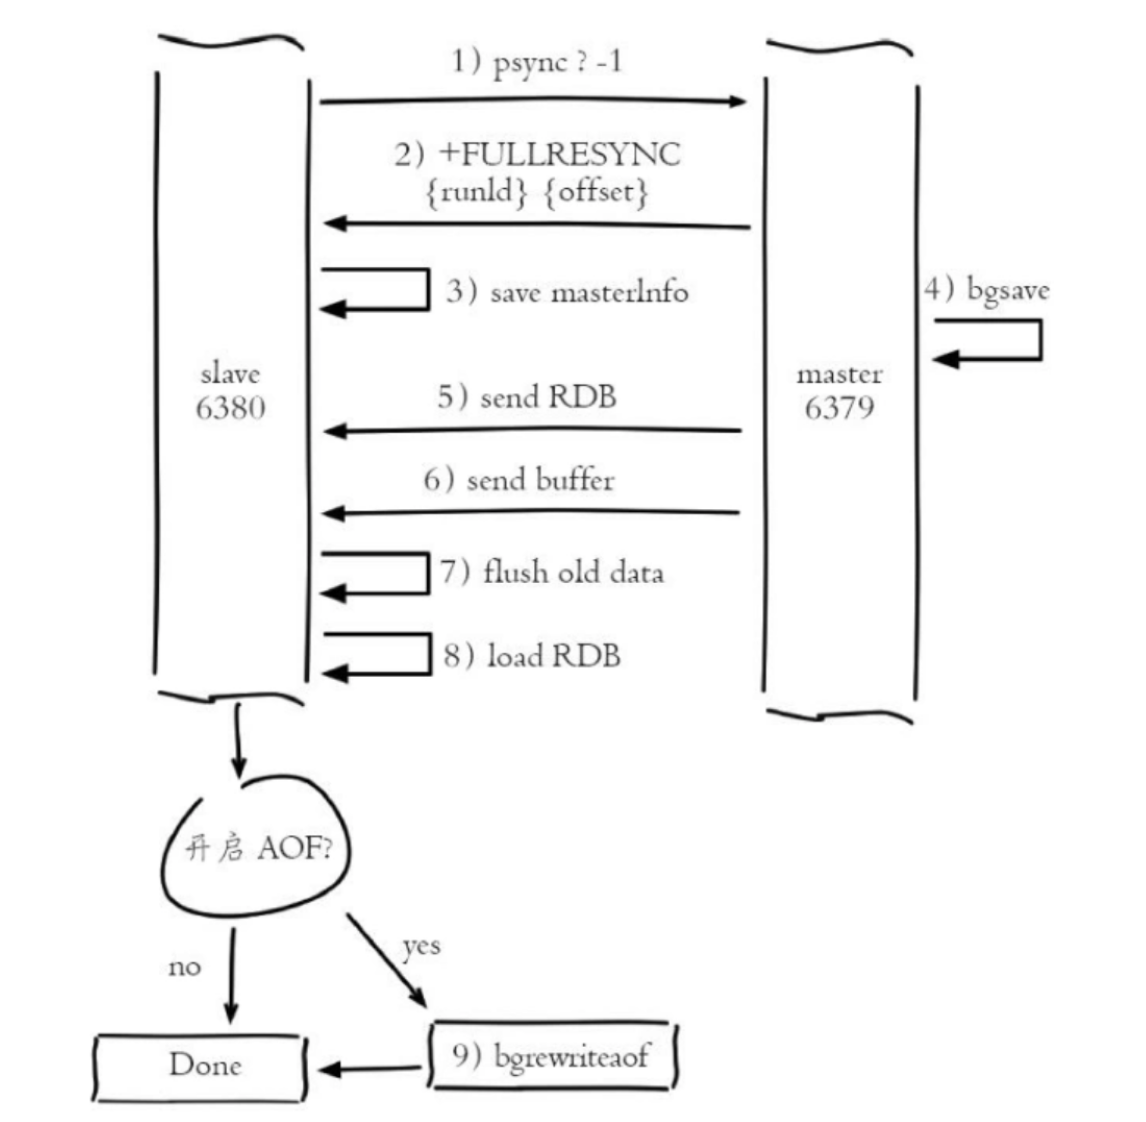 1) psync ? -1
2) +FULLRESYNC
{runId} {offset}
3) save masterInfo
4) bgsave
slave
6380
master
6379
5) send RDB
6) send buffer
7) flush old data
8) load RDB
开启 AOF?
no
yes
Done
9) bgrewriteaof